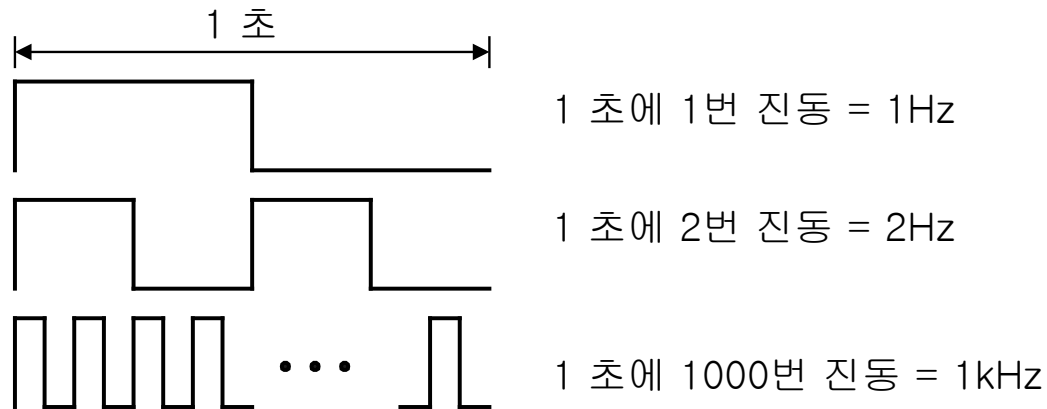 1 초
1 초에 1번 진동 = 1Hz
1 초에 2번 진동 = 2Hz
1 초에 1000번 진동 = 1kHz